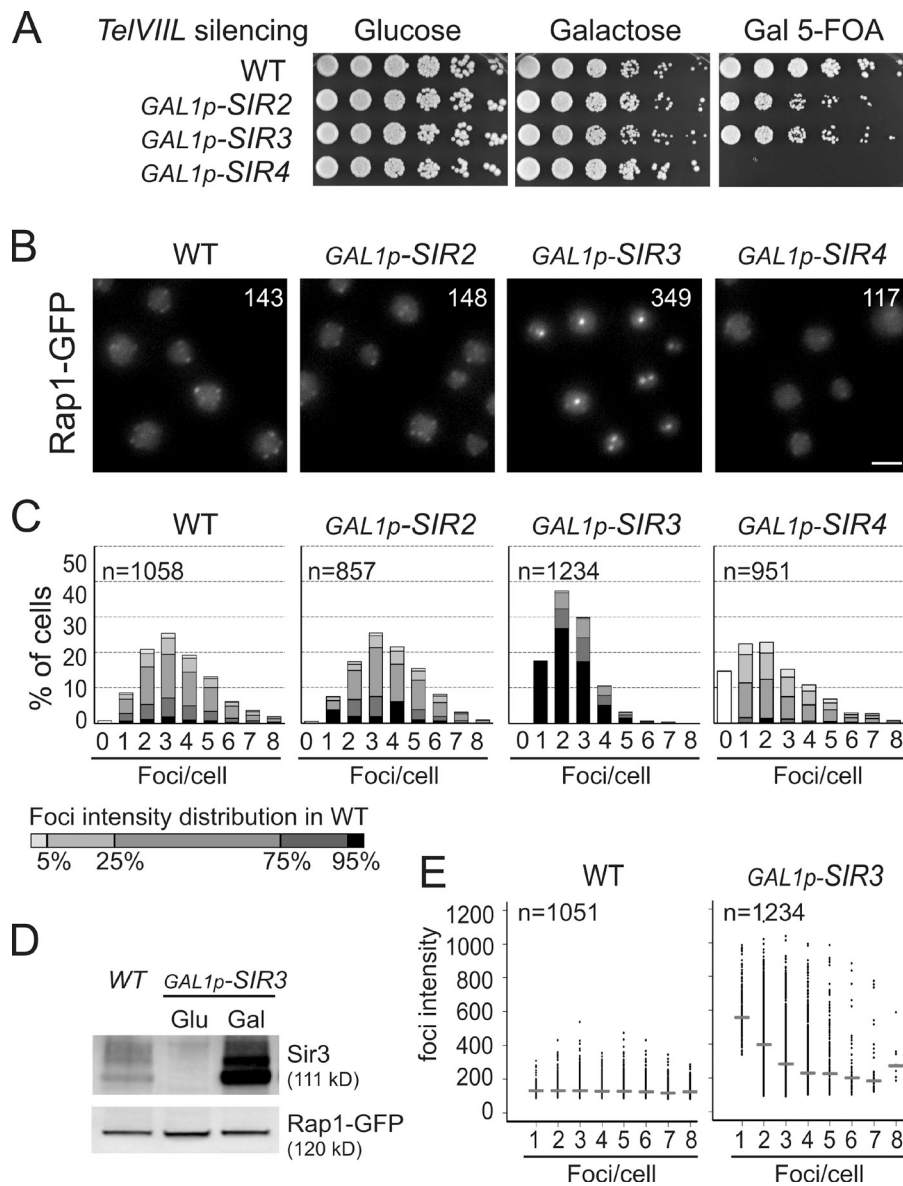 A
TelVIIL silencing Glucose Galactose Gal 5-FOA
WT
GAL1p-SIR2
GAL1p-SIR3
GAL1p-SIR4
B
WT GAL1p-SIR2 GAL1p-SIR3 GAL1p-SIR4
Rap1-GFP
143 148 349 117
C
WT GAL1p-SIR2 GAL1p-SIR3 GAL1p-SIR4
% of cells
50
40
30
20
10
0
n=1058 n=857 n=1234 n=951
0 1 2 3 4 5 6 7 8 0 1 2 3 4 5 6 7 8 0 1 2 3 4 5 6 7 8 0 1 2 3 4 5 6 7 8
Foci/cell Foci/cell Foci/cell Foci/cell
Foci intensity distribution in WT
5% 25% 75% 95%
D
WT GAL1p-SIR3
Glu Gal
Sir3
(111 kD)
Rap1-GFP
(120 kD)
E
WT GAL1p-SIR3
foci intensity
1200
1000
800
600
400
200
0
n=1051 n=1234
1 2 3 4 5 6 7 8 1 2 3 4 5 6 7 8
Foci/cell Foci/cell